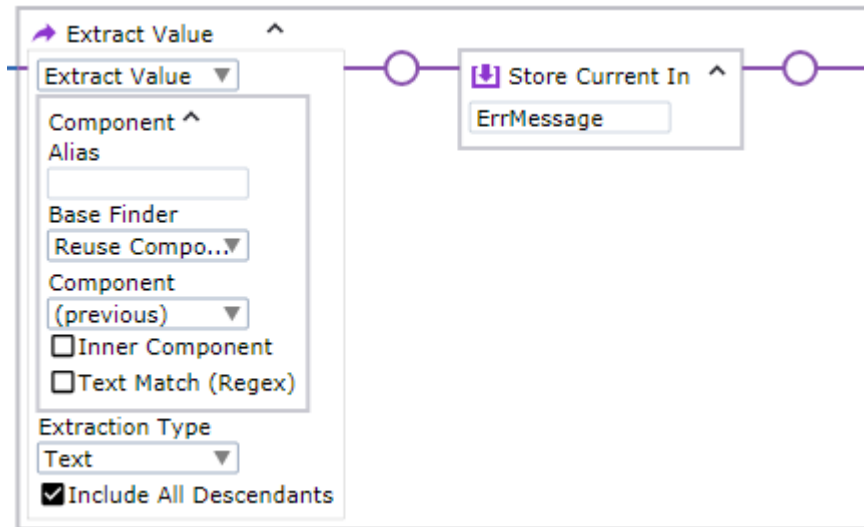 Extract Value
Extract Value
Component
Alias
Base Finder
Reuse Compo...
Component
(previous)
Inner Component
Text Match (Regex)
Extraction Type
Text
Include All Descendants
Store Current In
ErrMessage